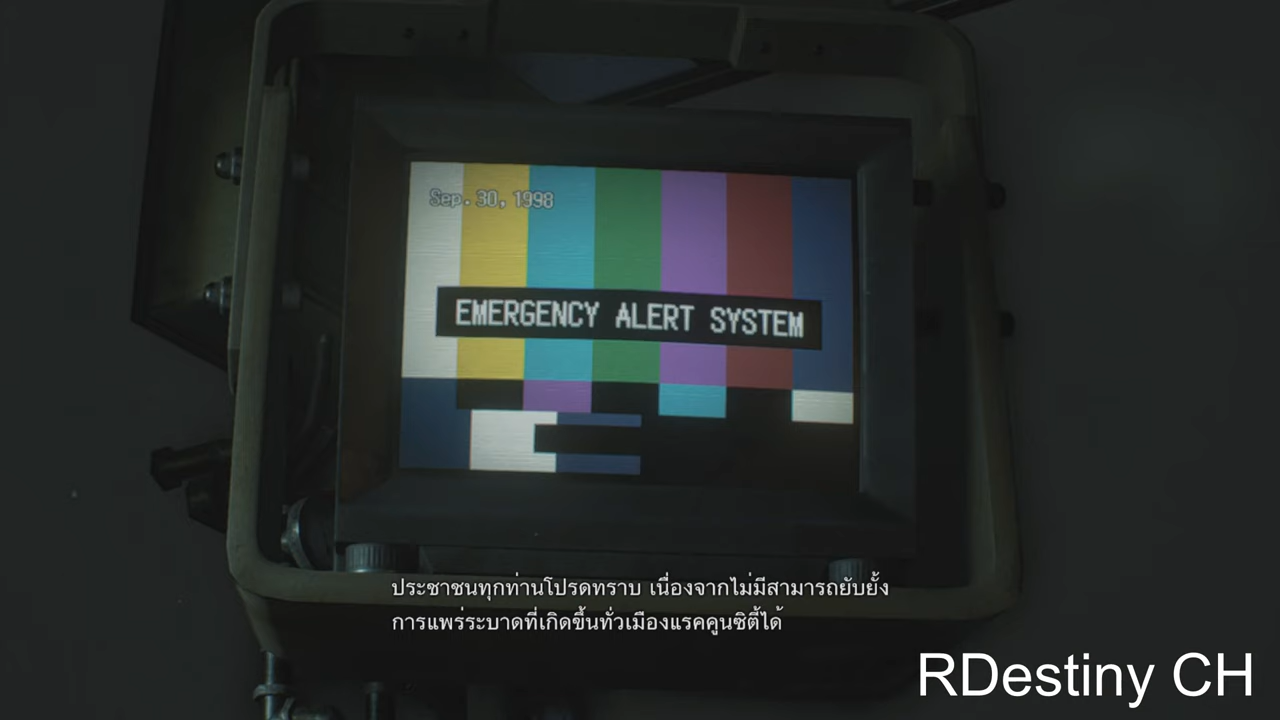 Sep. 30, 1998
EMERGENCY ALERT SYSTEM
ประชาชนทุกท่านโปรดทราบ เนื่องจากไม่มีสามารถยับยั้ง
การแพร่ระบาดที่เกิดขึ้นทั่วเมืองแรคคูนซิตี้ได้
RDestiny CH